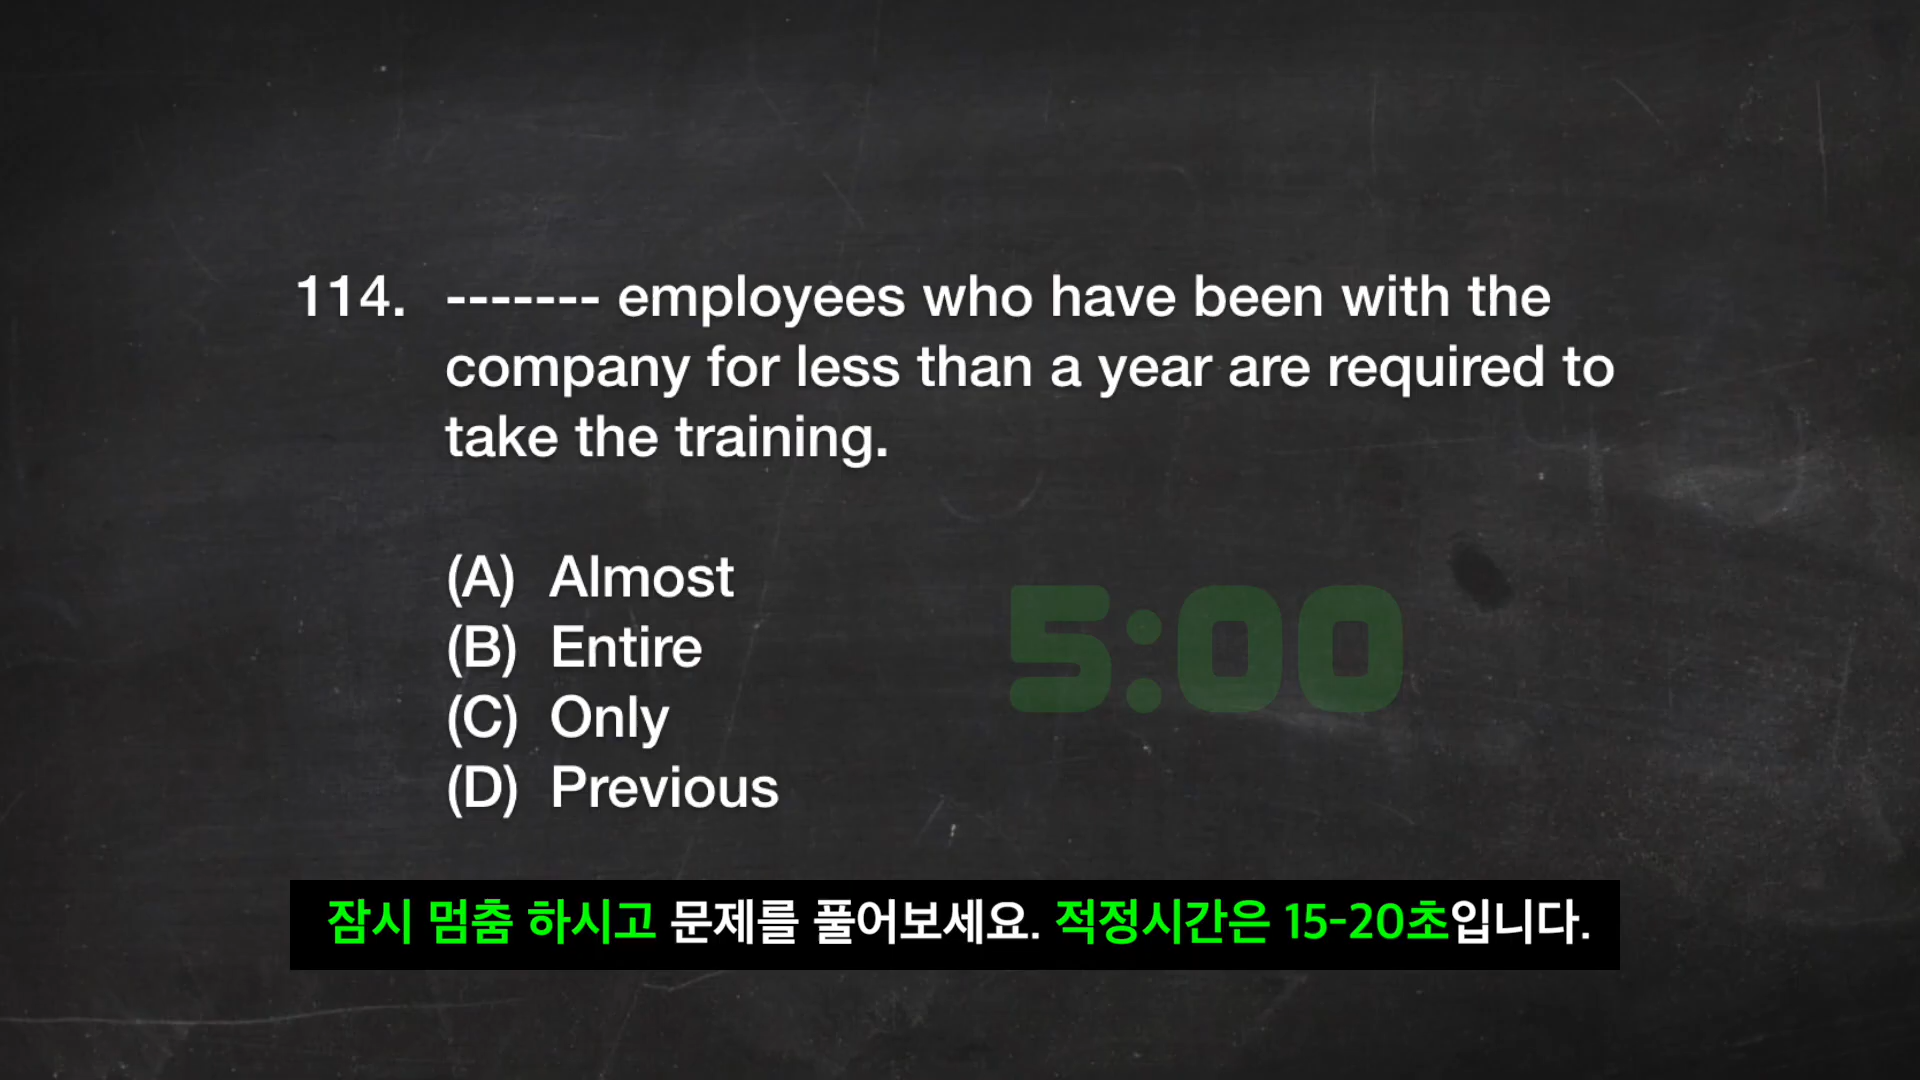 114. ------- employees who have been with the
company for less than a year are required to
take the training.
(A) Almost
(B) Entire
(C) Only
(D) Previous
5:00
잠시 멈춤 하시고 문제를 풀어보세요. 적정시간은 15-20초입니다.